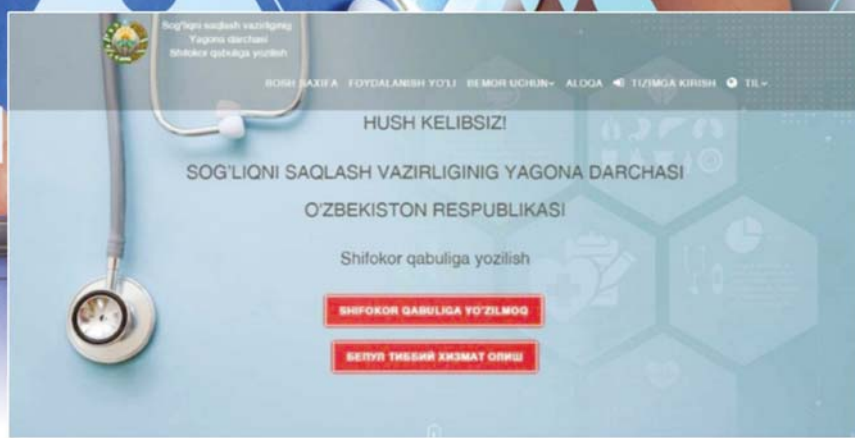 Sog'liqni saqlash vazirliginig
Yagona darchasi
Shifokor qabuliga yozilish
BOSH SAXIFA FOYDALANISH YO'LI BEMOR UCHUN ALOQA TIZIMGA KIRISH TIL
HUSH KELIBSIZ!
SOG'LIQNI SAQLASH VAZIRLIGINIG YAGONA DARCHASI
O'ZBEKISTON RESPUBLIKASI
Shifokor qabuliga yozilish
SHIFOKOR QABULIGA YO'ZILMOQ
БЕПУЛ ТИББИЙ ХИЗМАТ ОЛИШ